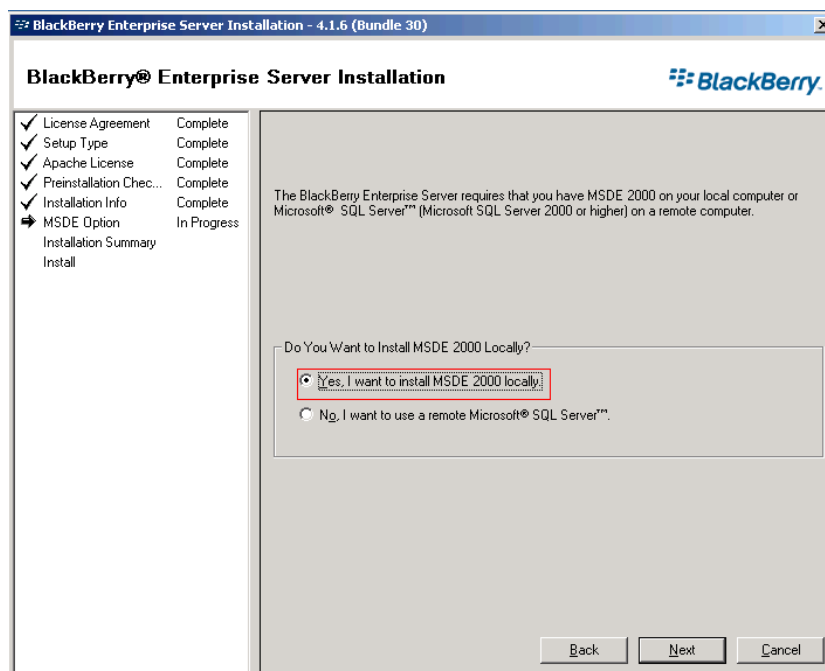 BlackBerry Enterprise Server Installation - 4.1.6 (Bundle 30)
BlackBerry® Enterprise Server Installation
BlackBerry.
License Agreement Complete
Setup Type Complete
Apache License Complete
Preinstallation Chec... Complete
Installation Info Complete
MSDE Option In Progress
Installation Summary
Install
The BlackBerry Enterprise Server requires that you have MSDE 2000 on your local computer or
Microsoft® SQL Server™ (Microsoft SQL Server 2000 or higher) on a remote computer.
Do You Want to Install MSDE 2000 Locally?
Yes, I want to install MSDE 2000 locally.
No, I want to use a remote Microsoft® SQL Server™.
Back Next Cancel